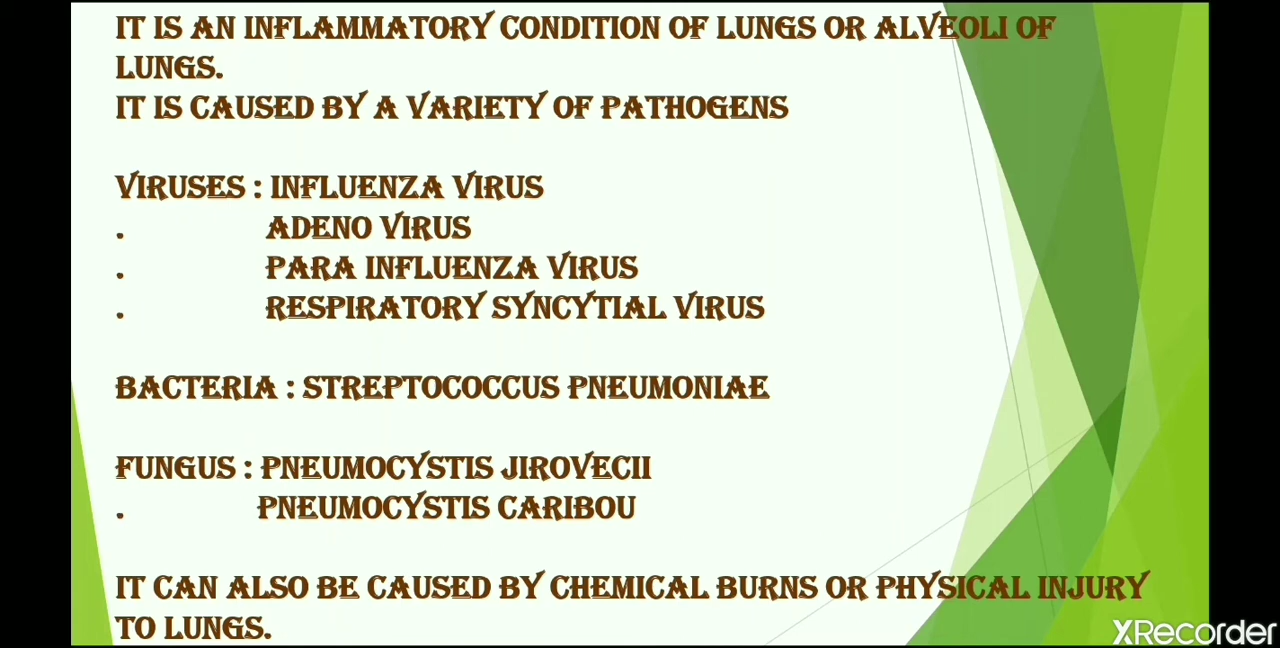 IT IS AN INFLAMMATORY CONDITION OF LUNGS OR ALVEOLI OF
LUNGS.
IT IS CAUSED BY A VARIETY OF PATHOGENS
VIRUSES : INFLUENZA VIRUS
. ADENO VIRUS
. PARA INFLUENZA VIRUS
. RESPIRATORY SYNCYTIAL VIRUS
BACTERIA : STREPTOCOCCUS PNEUMONIAE
FUNGUS : PNEUMOCYSTIS JIROVECII
. PNEUMOCYSTIS CARIBOU
IT CAN ALSO BE CAUSED BY CHEMICAL BURNS OR PHYSICAL INJURY
TO LUNGS.
XRecorder